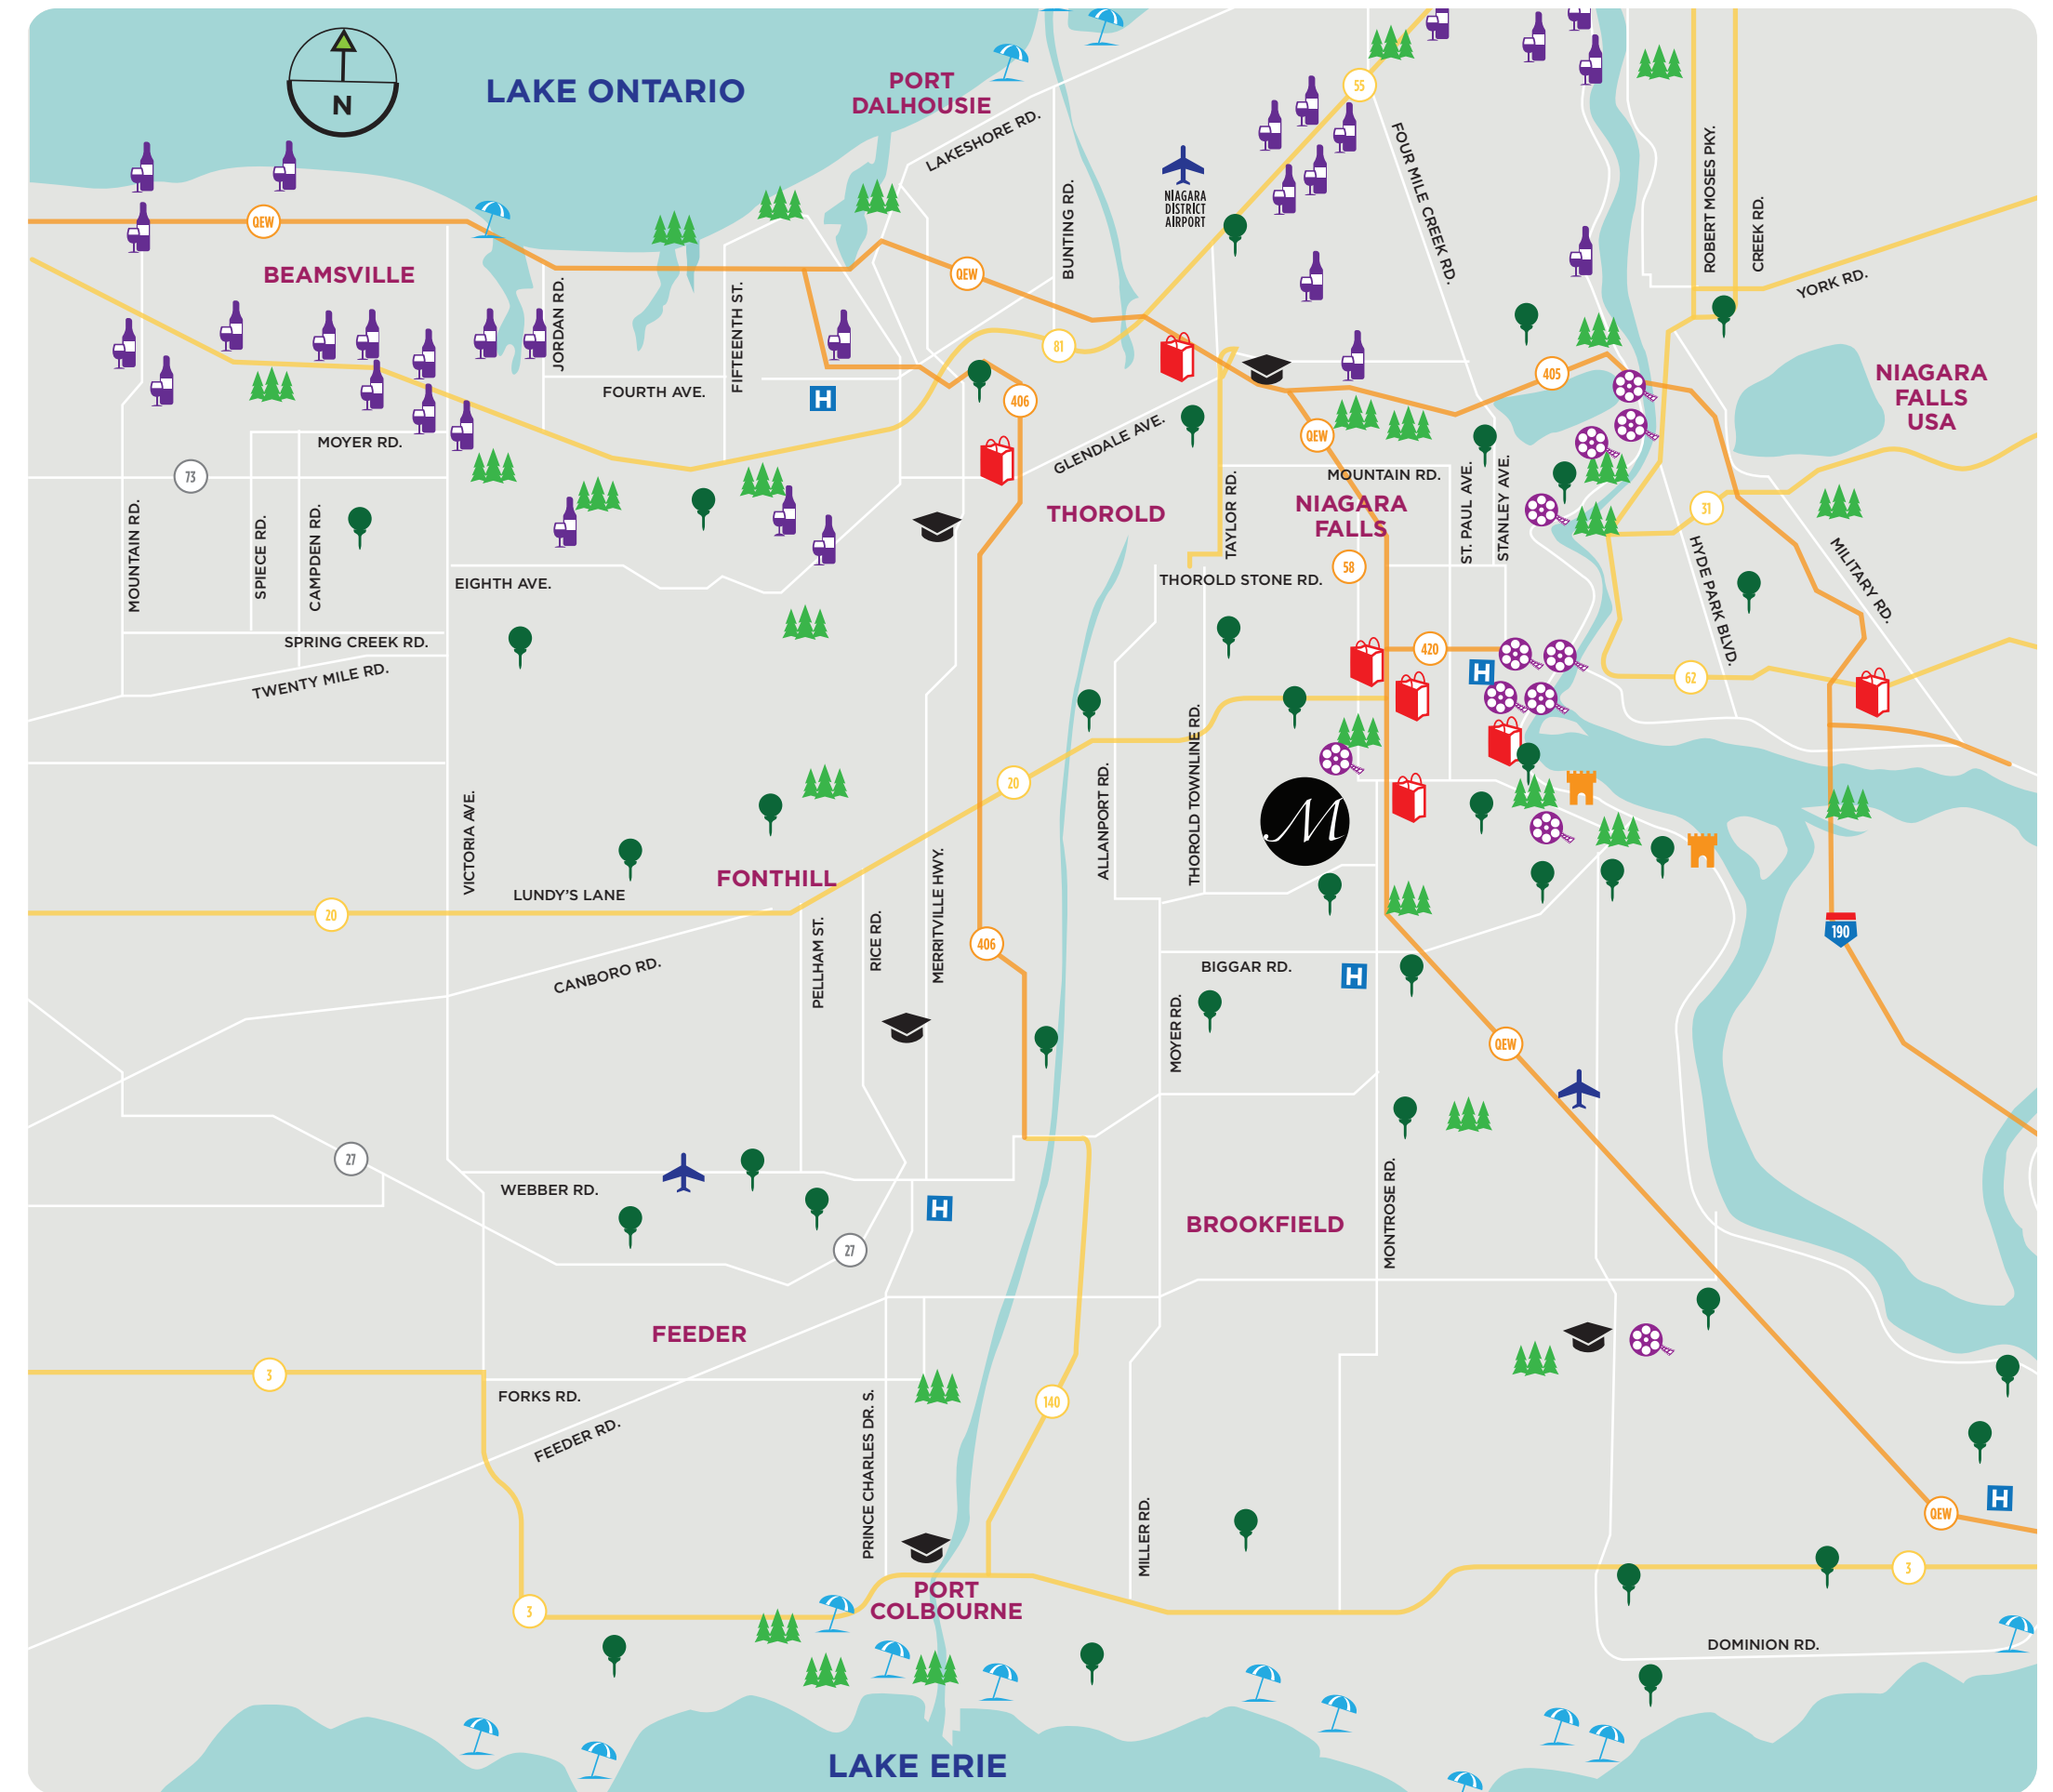 N
LAKE ONTARIO
PORT
DALHOUSIE
LAKESHORE RD.
55
NIAGARA
DISTRICT
AIRPORT
BUNTING RD.
FOUR MILE CREEK RD.
ROBERT MOSES PKY.
CREEK RD.
YORK RD.
QEW
BEAMSVILLE
QEW
JORDAN RD.
FIFTEENTH ST.
81
405
NIAGARA
FALLS
USA
FOURTH AVE.
H
406
GLENDALE AVE.
QEW
MOYER RD.
73
MOUNTAIN RD.
THOROLD
NIAGARA
FALLS
TAYLOR RD.
ST. PAUL AVE.
STANLEY AVE.
31
HYDE PARK BLVD.
MILITARY RD.
MOUNTAIN RD.
SPIECE RD.
CAMPDEN RD.
EIGHTH AVE.
58
THOROLD STONE RD.
SPRING CREEK RD.
TWENTY MILE RD.
420
H
62
20
THOROLD TOWNLINE RD.
ALLANPORT RD.
M
VICTORIA AVE.
FONTHILL
LUNDY'S LANE
20
MERRITVILLE HWY.
RICE RD.
PELLHAM ST.
406
190
CANBORO RD.
BIGGAR RD.
H
MOYER RD.
QEW
27
WEBBER RD.
H
27
BROOKFIELD
MONTROSE RD.
FEEDER
3
FORKS RD.
FEEDER RD.
PRINCE CHARLES DR. S.
140
MILLER RD.
H
QEW
3
3
PORT
COLBOURNE
DOMINION RD.
LAKE ERIE